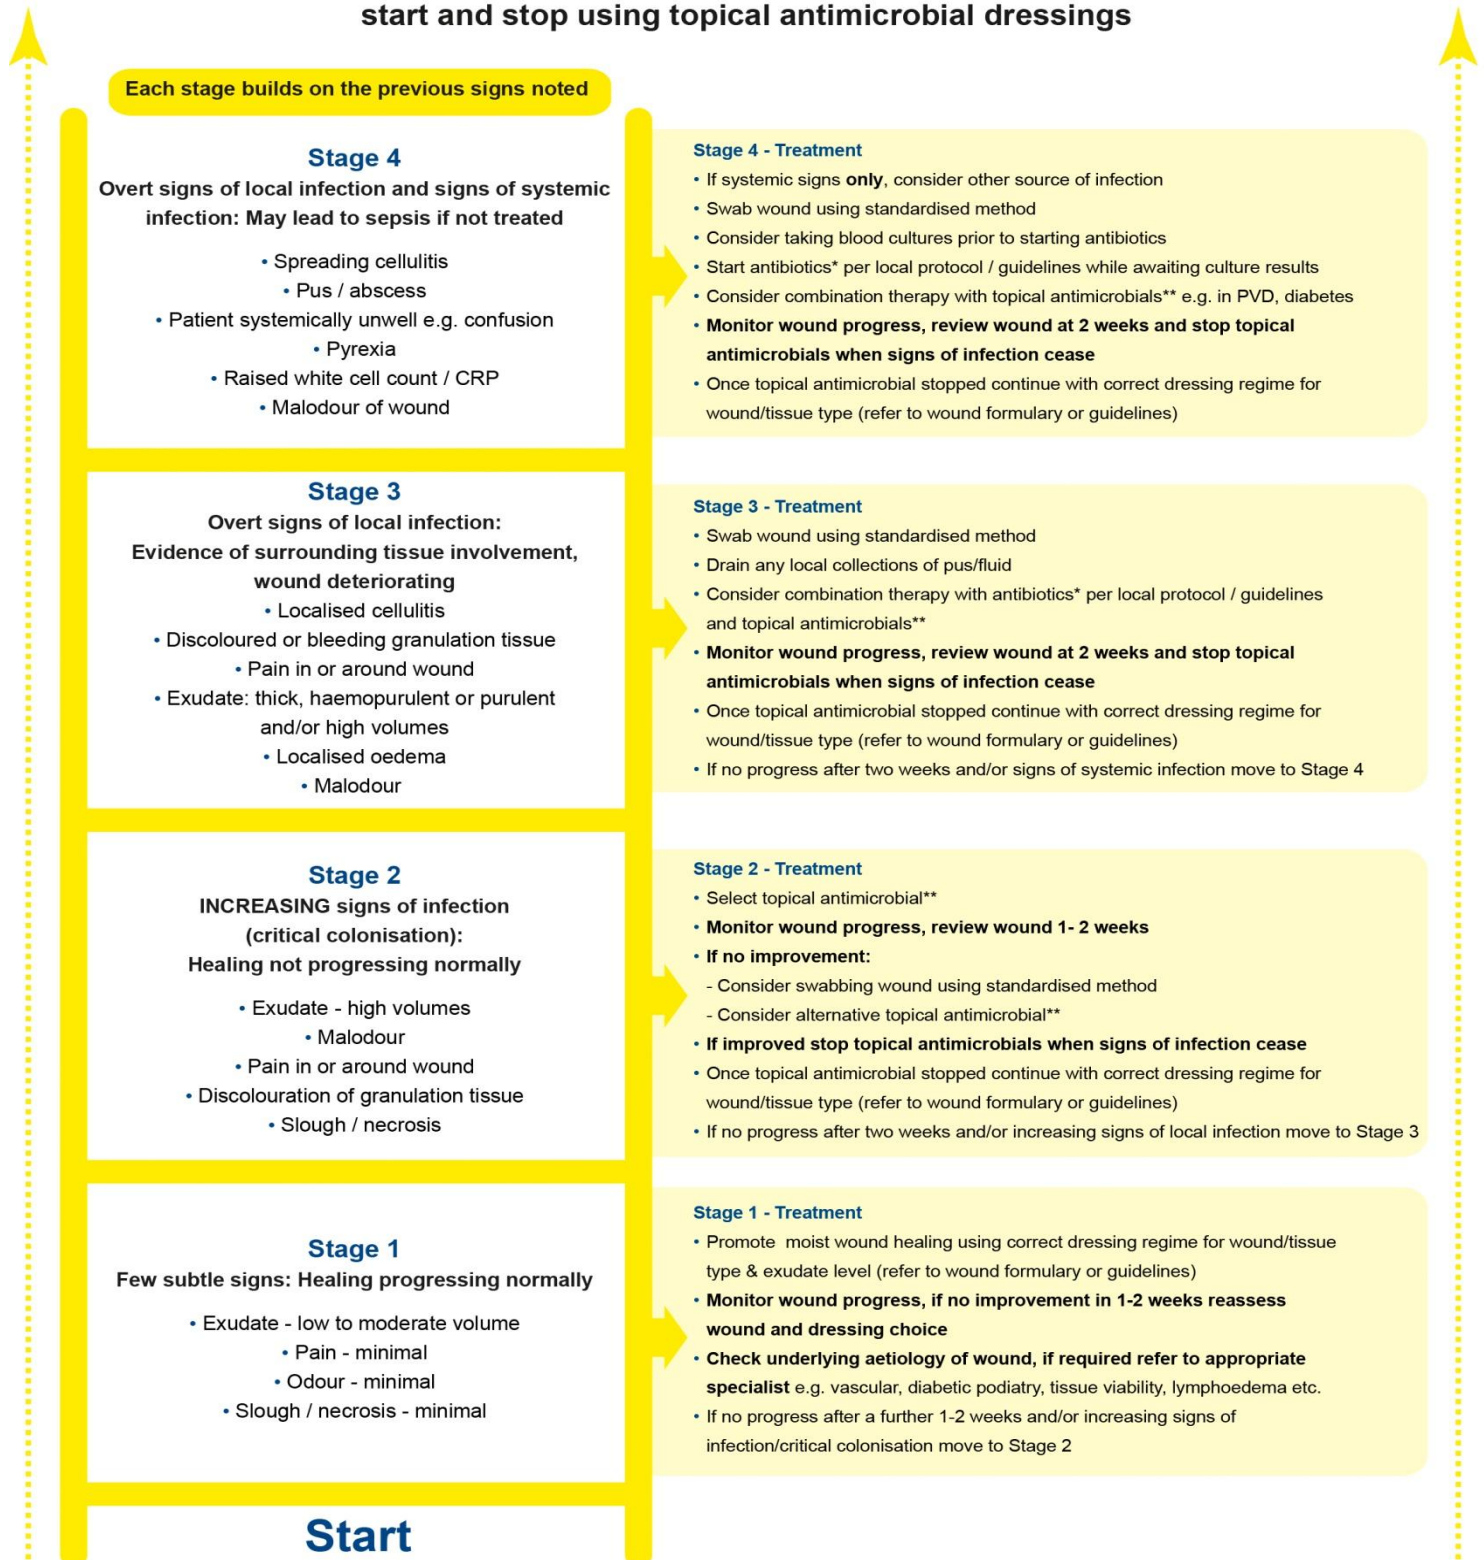 start and stop using topical antimicrobial dressings
Each stage builds on the previous signs noted
Stage 4
Overt signs of local infection and signs of systemic
infection: May lead to sepsis if not treated
• Spreading cellulitis
• Pus / abscess
• Patient systemically unwell e.g. confusion
• Pyrexia
• Raised white cell count / CRP
• Malodour of wound
Stage 4 - Treatment
• If systemic signs only, consider other source of infection
• Swab wound using standardised method
• Consider taking blood cultures prior to starting antibiotics
• Start antibiotics* per local protocol / guidelines while awaiting culture results
• Consider combination therapy with topical antimicrobials** e.g. in PVD, diabetes
• Monitor wound progress, review wound at 2 weeks and stop topical
antimicrobials when signs of infection cease
• Once topical antimicrobial stopped continue with correct dressing regime for
wound/tissue type (refer to wound formulary or guidelines)
Stage 3
Overt signs of local infection:
Evidence of surrounding tissue involvement,
wound deteriorating
• Localised cellulitis
• Discoloured or bleeding granulation tissue
• Pain in or around wound
• Exudate: thick, haemopurulent or purulent
and/or high volumes
• Localised oedema
• Malodour
Stage 3 - Treatment
• Swab wound using standardised method
• Drain any local collections of pus/fluid
• Consider combination therapy with antibiotics* per local protocol / guidelines
and topical antimicrobials**
• Monitor wound progress, review wound at 2 weeks and stop topical
antimicrobials when signs of infection cease
• Once topical antimicrobial stopped continue with correct dressing regime for
wound/tissue type (refer to wound formulary or guidelines)
• If no progress after two weeks and/or signs of systemic infection move to Stage 4
Stage 2
INCREASING signs of infection
(critical colonisation):
Healing not progressing normally
• Exudate - high volumes
• Malodour
• Pain in or around wound
• Discolouration of granulation tissue
• Slough / necrosis
Stage 2 - Treatment
• Select topical antimicrobial**
• Monitor wound progress, review wound 1- 2 weeks
• If no improvement:
- Consider swabbing wound using standardised method
- Consider alternative topical antimicrobial**
• If improved stop topical antimicrobials when signs of infection cease
• Once topical antimicrobial stopped continue with correct dressing regime for
wound/tissue type (refer to wound formulary or guidelines)
• If no progress after two weeks and/or increasing signs of local infection move to Stage 3
Stage 1
Few subtle signs: Healing progressing normally
• Exudate - low to moderate volume
• Pain - minimal
• Odour - minimal
• Slough / necrosis - minimal
Stage 1 - Treatment
• Promote moist wound healing using correct dressing regime for wound/tissue
type & exudate level (refer to wound formulary or guidelines)
• Monitor wound progress, if no improvement in 1-2 weeks reassess
wound and dressing choice
• Check underlying aetiology of wound, if required refer to appropriate
specialist e.g. vascular, diabetic podiatry, tissue viability, lymphoedema etc.
• If no progress after a further 1-2 weeks and/or increasing signs of
infection/critical colonisation move to Stage 2
Start